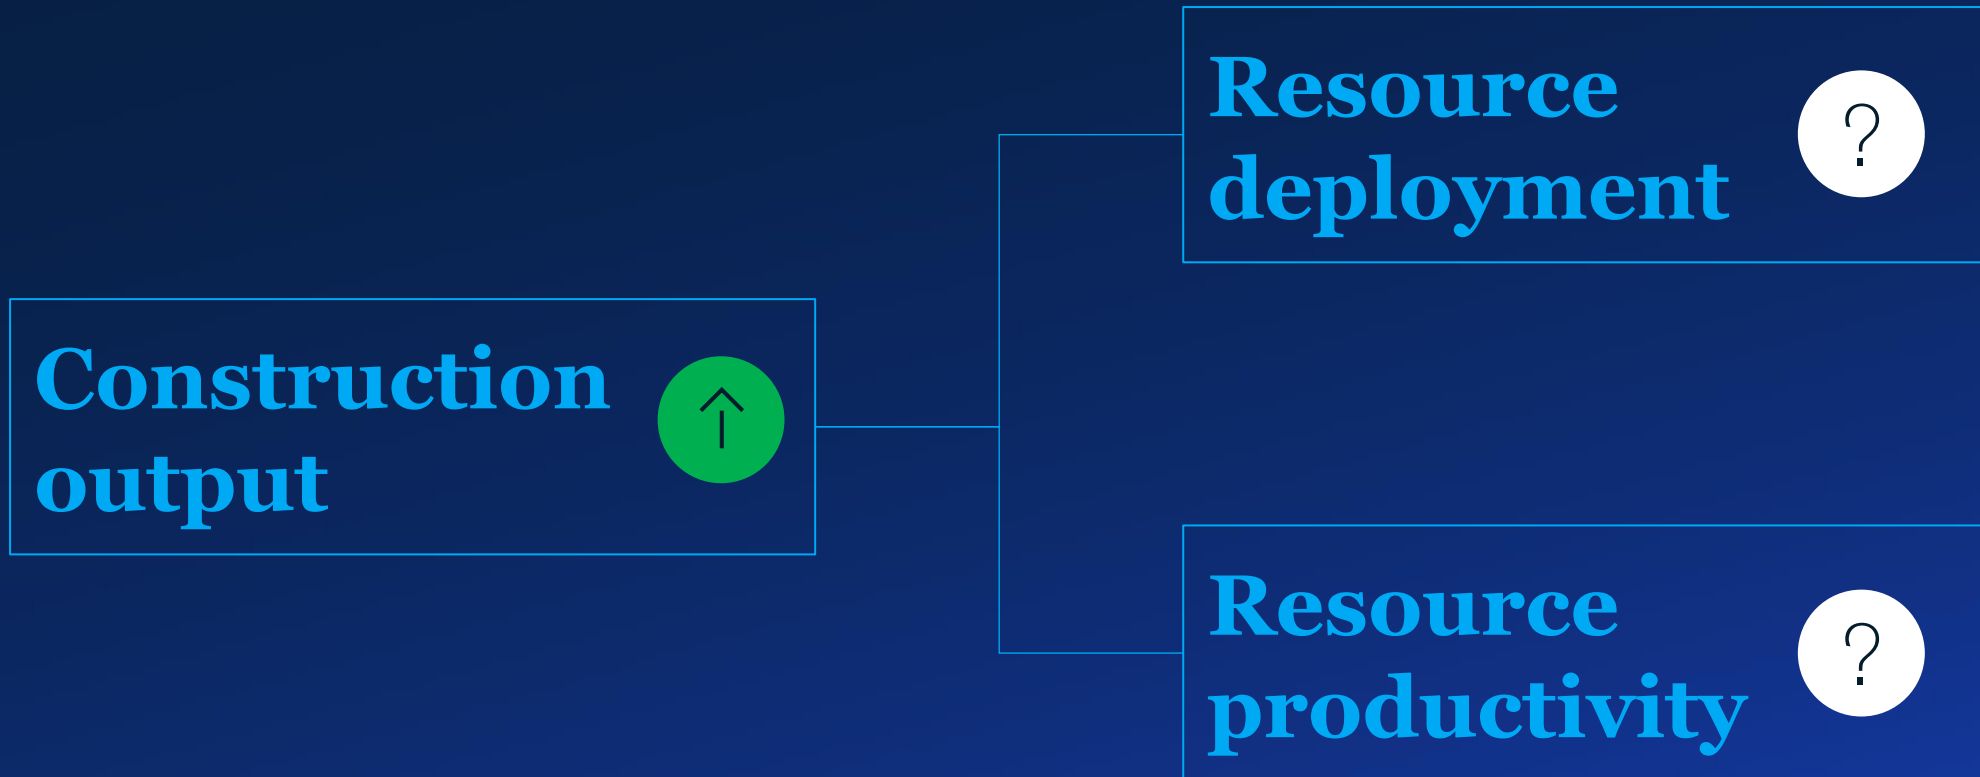 Resource
deployment
?
Construction
output
↑
Resource
productivity
?